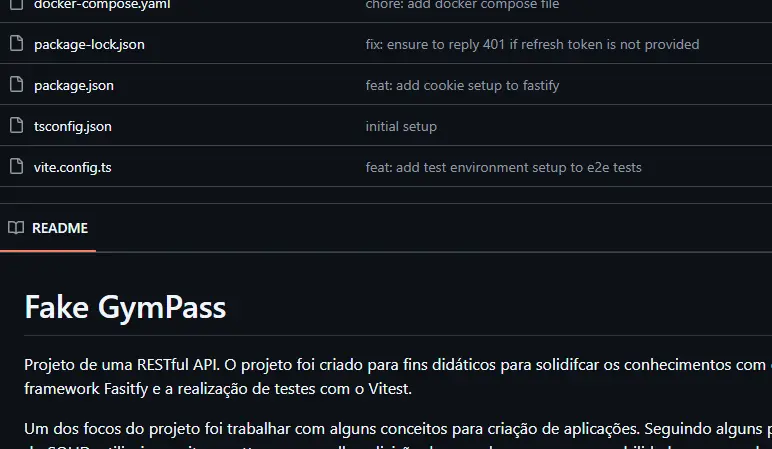 docker-compose.yaml chore: add docker compose file
package-lock.json fix: ensure to reply 401 if refresh token is not provided
package.json feat: add cookie setup to fastify
tsconfig.json initial setup
vite.config.ts feat: add test environment setup to e2e tests
README
Fake GymPass
Projeto de uma RESTful API. O projeto foi criado para fins didáticos para solidifcar os conhecimentos com
framework Fasitfy e a realização de testes com o Vitest.
Um dos focos do projeto foi trabalhar com alguns conceitos para criação de aplicações. Seguindo alguns